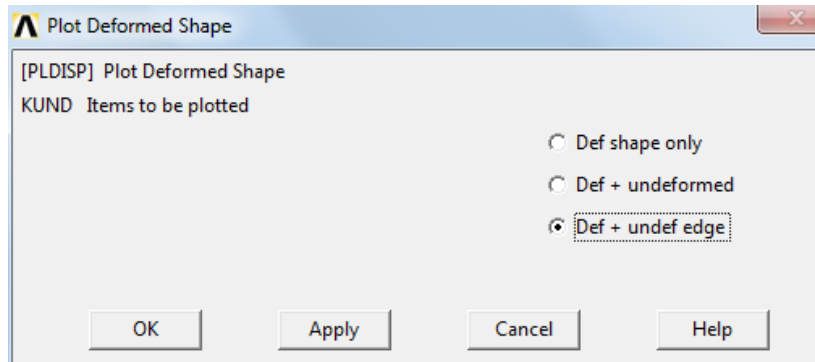 Plot Deformed Shape
[PLDISP] Plot Deformed Shape
KUND Items to be plotted
Def shape only
Def + undeformed
Def + undef edge
OK Apply Cancel Help